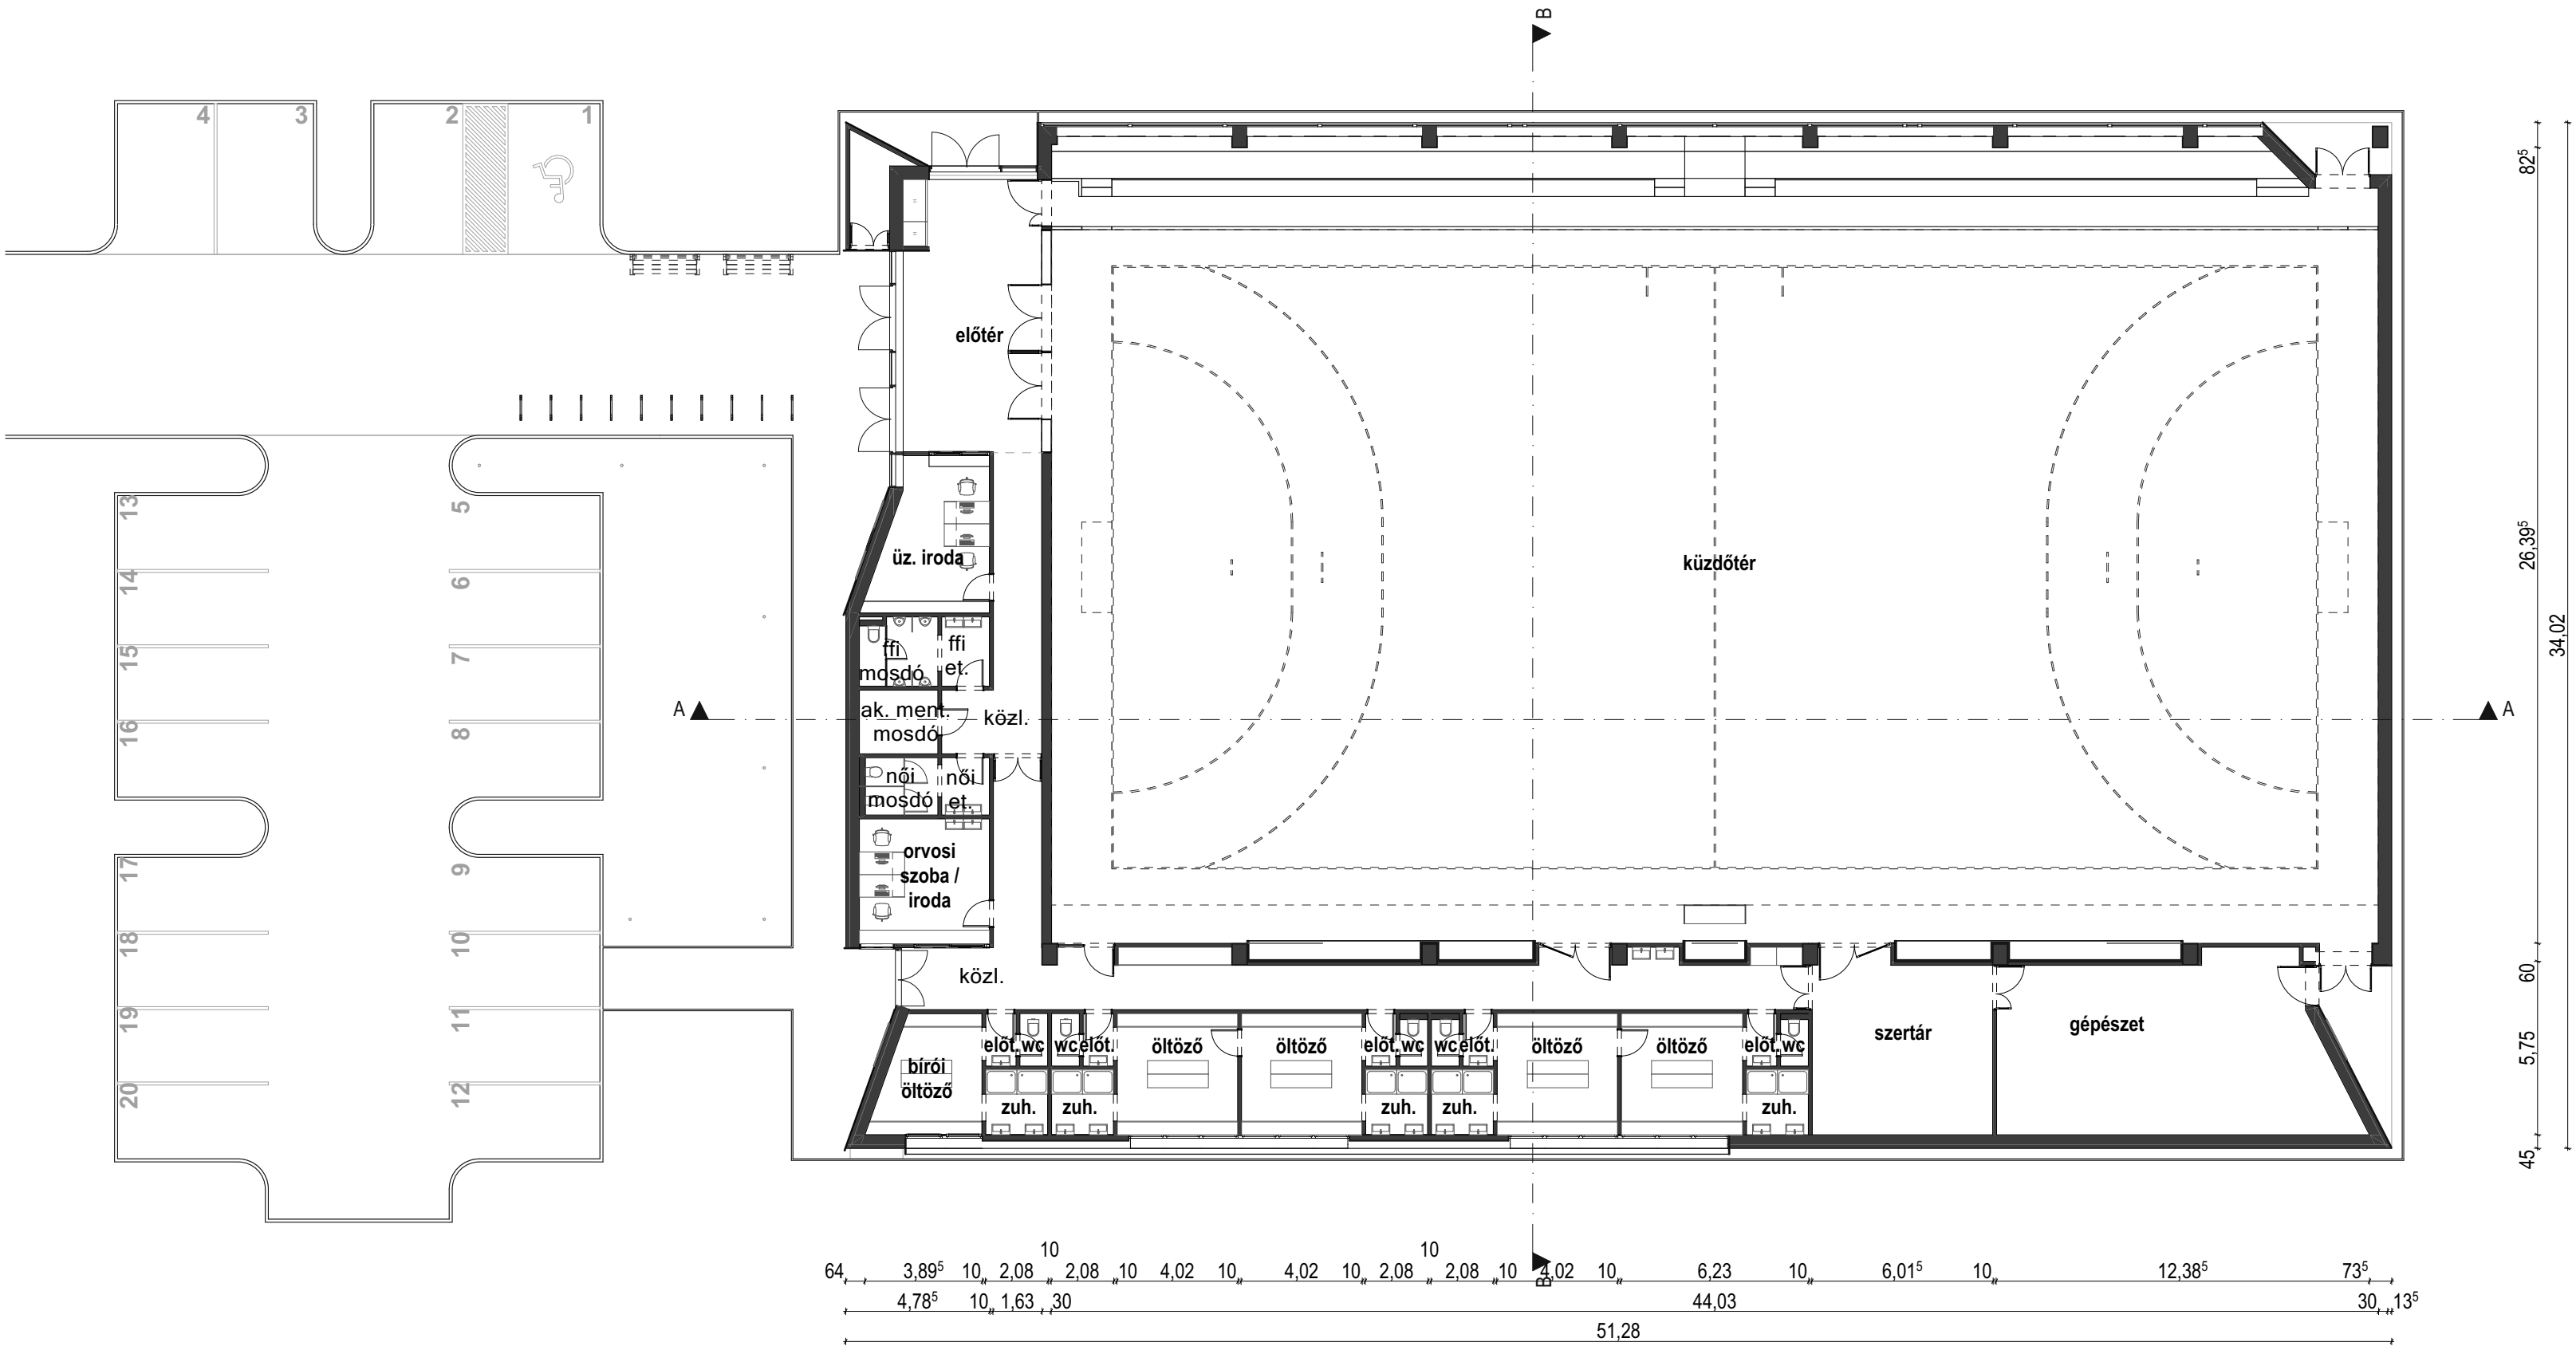 B
4
3
2
1
82⁵
előtér
13
5
üz. iroda
küzdőtér
26,39⁵
14
6
34,02
15
7
ffi
mosdó
ffi
et.
16
8
A
ak. ment.
mosdó
közl.
A
női
mosdó
női
et.
17
9
orvosi
szoba /
iroda
18
10
közl.
60
19
11
előt.
wc
wc
előt.
öltöző
öltöző
előt.
wc
wc
előt.
öltöző
öltöző
előt.
wc
szertár
gépészet
5,75
bírói
öltöző
20
12
zuh.
zuh.
zuh.
zuh.
zuh.
45
10
10
64
3,89⁵
10
2,08
2,08
10
4,02
10
4,02
10
2,08
2,08
10
4,02
10
6,23
10
6,01⁵
10
12,38⁵
73⁵
B
4,78⁵
10
1,63
30
44,03
30
13⁵
51,28